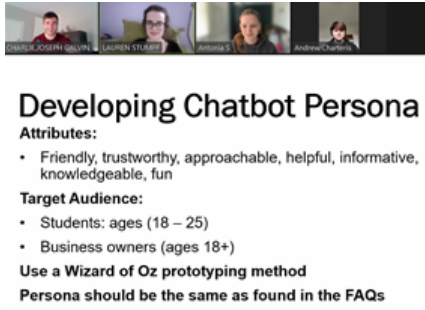 CHARLIE JOSEPH GALVIN
LAUREN STUMPF
Antonia S
Andrew Charteris
Developing Chatbot Persona
Attributes:
• Friendly, trustworthy, approachable, helpful, informative,
knowledgeable, fun
Target Audience:
• Students: ages (18 – 25)
• Business owners (ages 18+)
Use a Wizard of Oz prototyping method
Persona should be the same as found in the FAQs